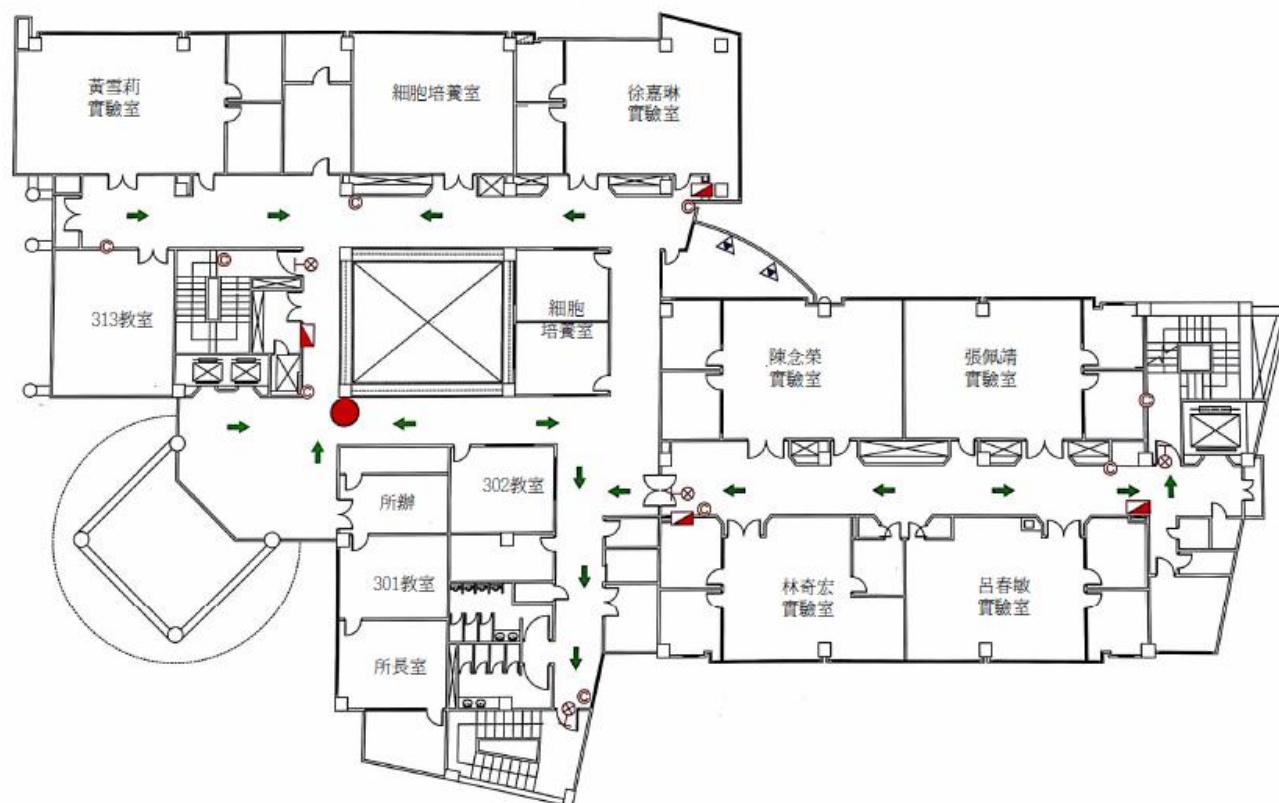 黃雪莉
實驗室
細胞培養室
徐嘉琳
實驗室
313教室
細胞
培養室
陳念榮
實驗室
張佩靖
實驗室
302教室
所辦
301教室
所長室
林奇宏
實驗室
呂春敏
實驗室